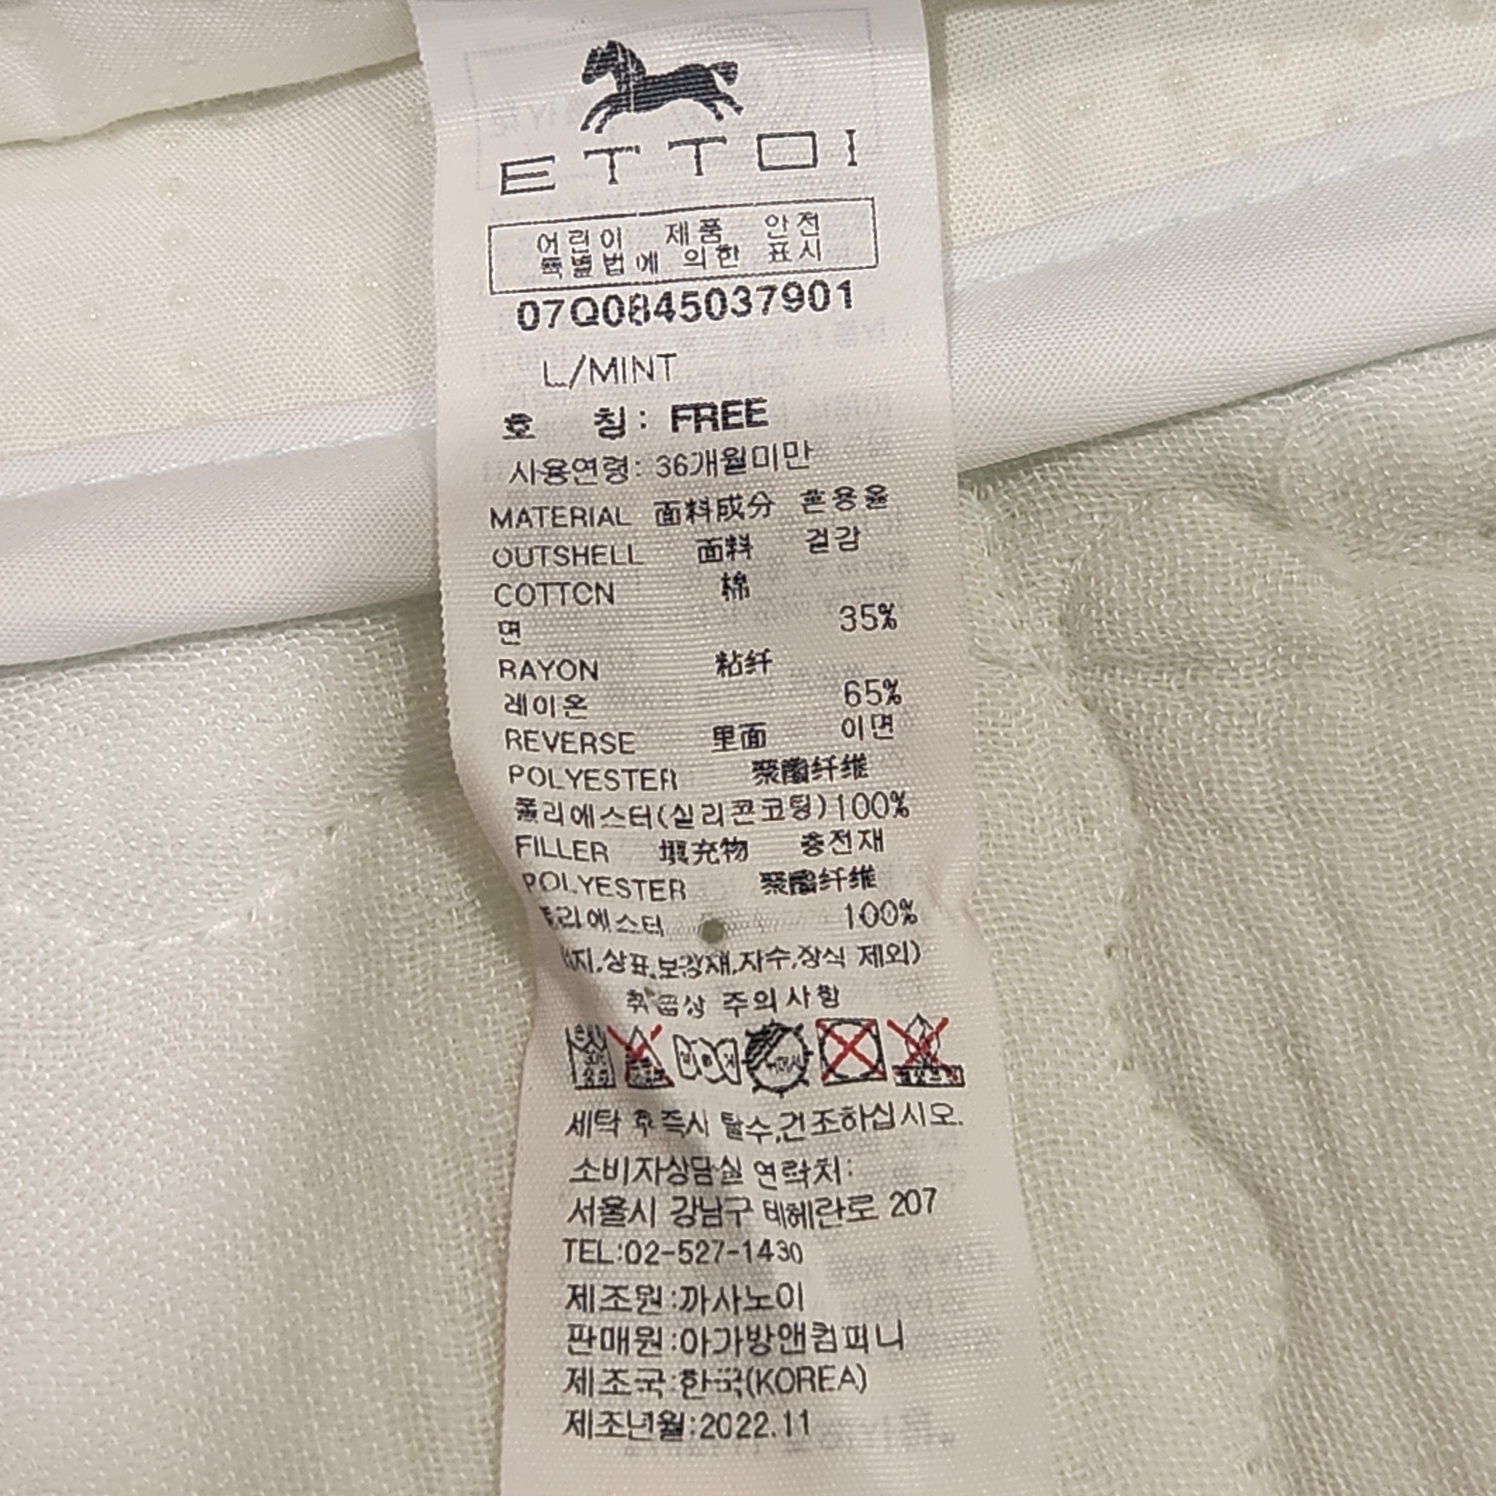 ETTOI
어린이 제품 안전
특별법에 의한 표시
07Q0845037901
L/MINT
호 칭: FREE
사용연령: 36개월미만
MATERIAL 面料成分 혼용율
OUTSHELL 面料 겉감
COTTON 棉
면 35%
RAYON 粘纤
레이온 65%
REVERSE 里面 이면
POLYESTER 聚酯纤维
폴리에스터(실리콘코팅)100%
FILLER 填充物 충전재
POLYESTER 聚酯纤维
폴리에스터 100%
상표,보강재,자수,장식 제외)
취급상 주의사항
세탁 후 즉시 탈수,건조하십시오.
소비자상담실 연락처:
서울시 강남구 테헤란로 207
TEL:02-527-1430
제조원:까사노이
판매원:아가방앤컴퍼니
제조국:한국(KOREA)
제조년월:2022.11